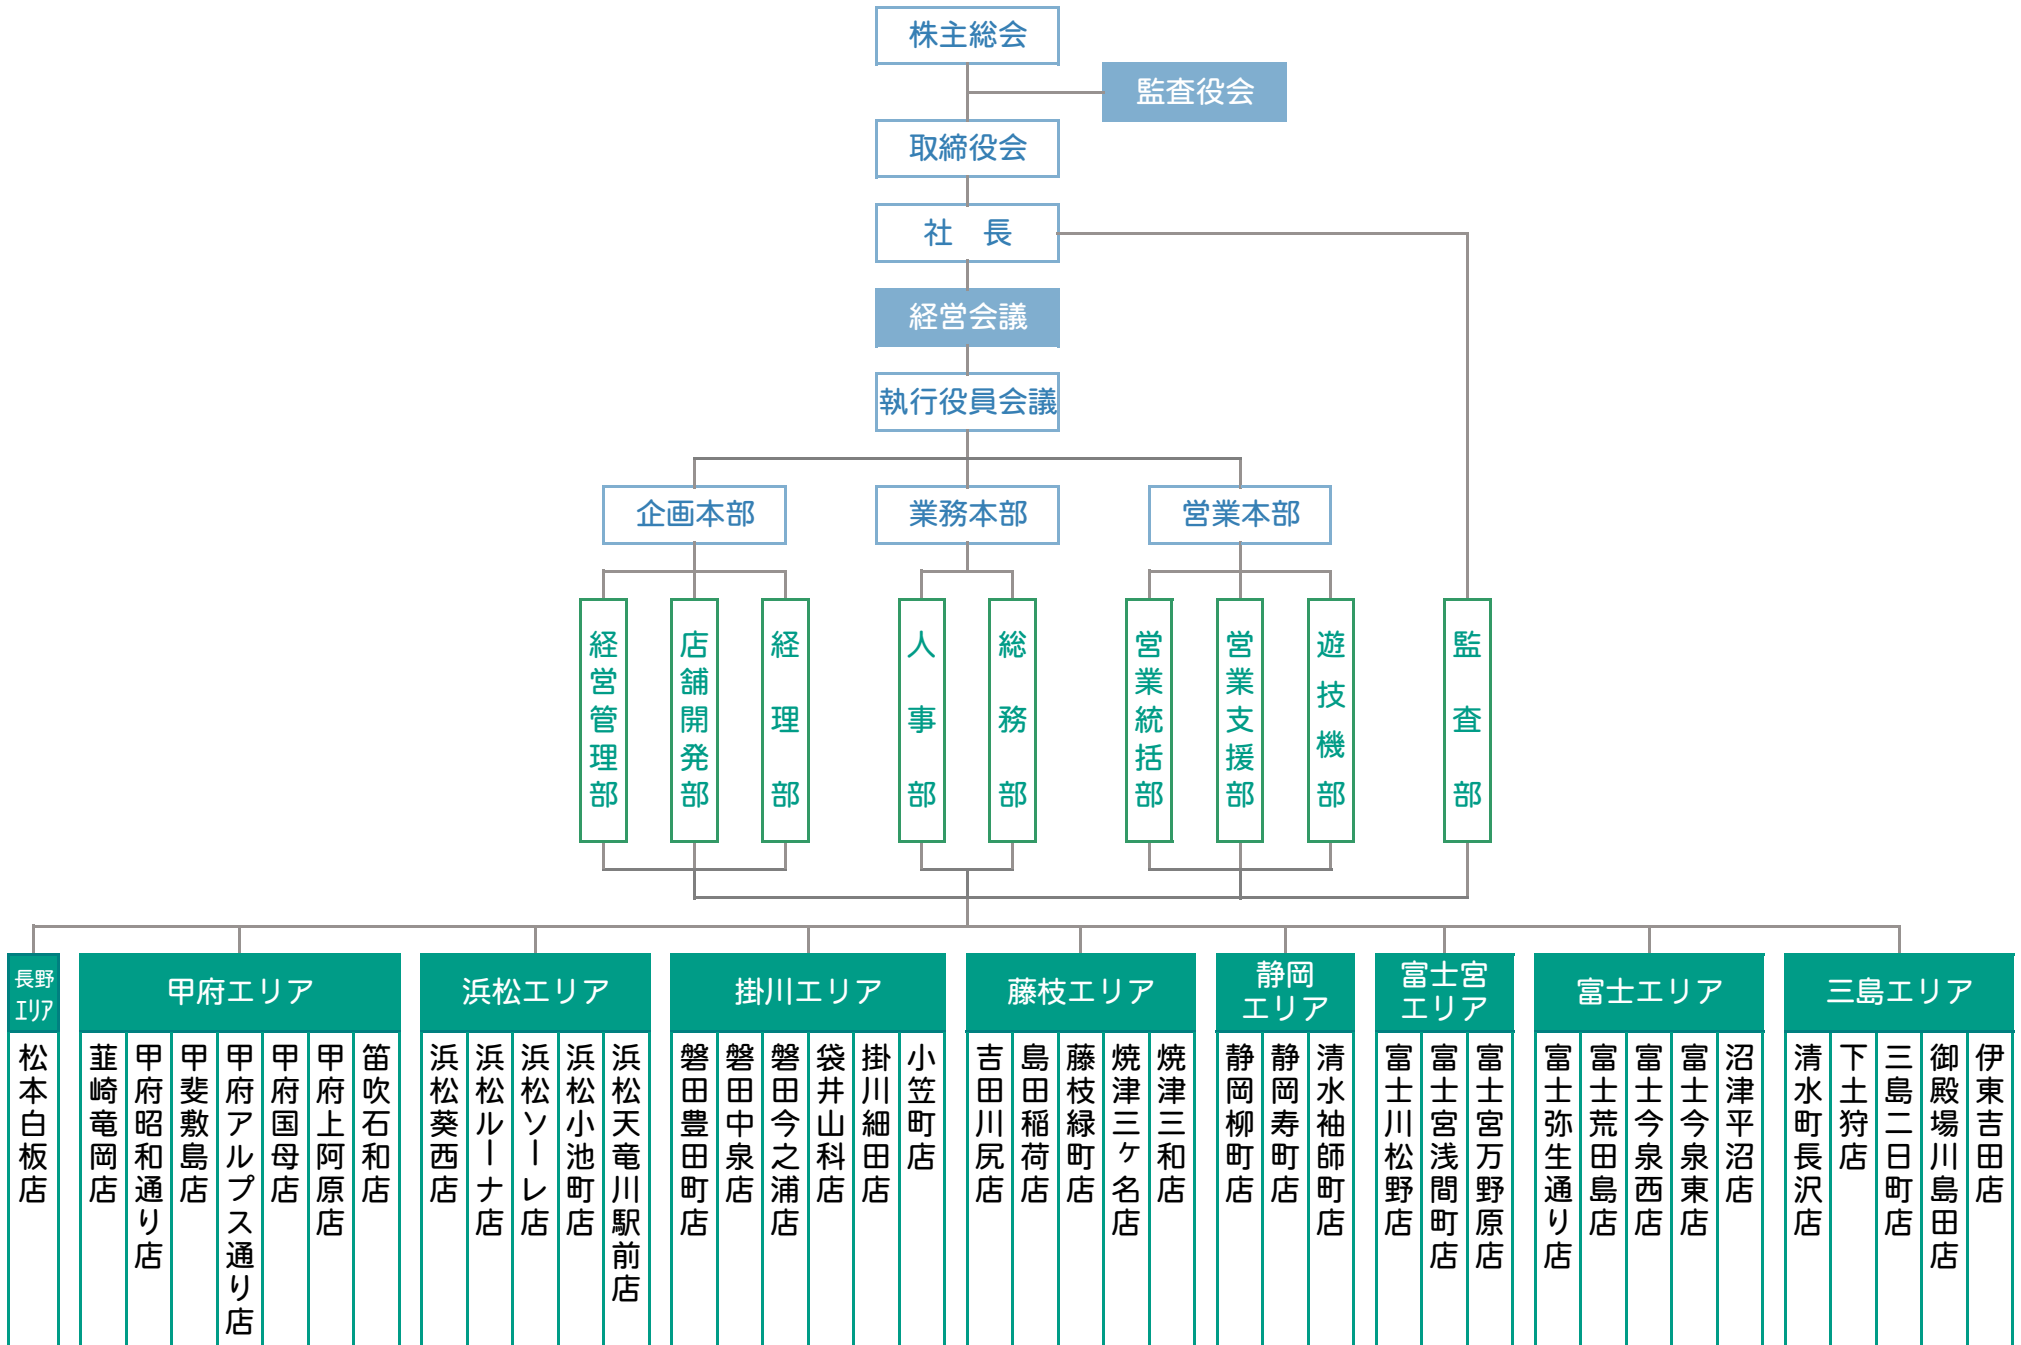 株主総会
監査役会
取締役会
社　長
経営会議
執行役員会議
企画本部
業務本部
営業本部
経営管理部
店舗開発部
経理部
人事部
総務部
営業統括部
営業支援部
遊技機部
監査部
長野
エリア
松本白板店
甲府エリア
韮崎竜岡店
甲府昭和通り店
甲斐敷島店
甲府アルプス通り店
甲府国母店
甲府上阿原店
笛吹石和店
浜松エリア
浜松葵西店
浜松ルーナ店
浜松ソーレ店
浜松小池町店
浜松天竜川駅前店
掛川エリア
磐田豊田町店
磐田中泉店
磐田今之浦店
袋井山科店
掛川細田店
小笠町店
藤枝エリア
吉田川尻店
島田稲荷店
藤枝緑町店
焼津三ヶ名店
焼津三和店
静岡
エリア
静岡柳町店
静岡寿町店
清水袖師町店
富士宮
エリア
富士川松野店
富士宮浅間町店
富士宮万野原店
富士エリア
富士弥生通り店
富士荒田島店
富士今泉西店
富士今泉東店
沼津平沼店
三島エリア
清水町長沢店
下土狩店
三島二日町店
御殿場川島田店
伊東吉田店